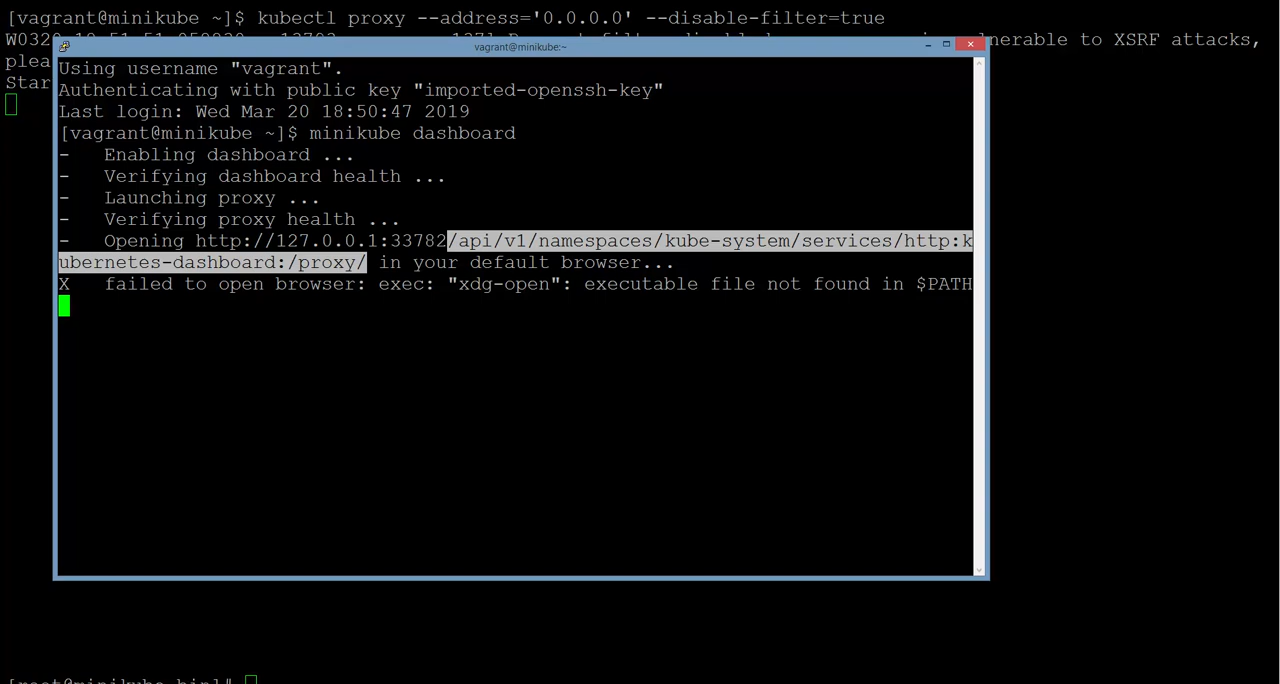 [vagrant@minikube ~]$ kubectl proxy --address='0.0.0.0' --disable-filter=true
to XSRF attacks,
plea
Star
vagrant@minikube:~
Using username "vagrant".
Authenticating with public key "imported-openssh-key"
Last login: Wed Mar 20 18:50:47 2019
[vagrant@minikube ~]$ minikube dashboard
-   Enabling dashboard ...
-   Verifying dashboard health ...
-   Launching proxy ...
-   Verifying proxy health ...
-   Opening http://127.0.0.1:33782/api/v1/namespaces/kube-system/services/http:k
ubernetes-dashboard:/proxy/ in your default browser...
X   failed to open browser: exec: "xdg-open": executable file not found in $PATH